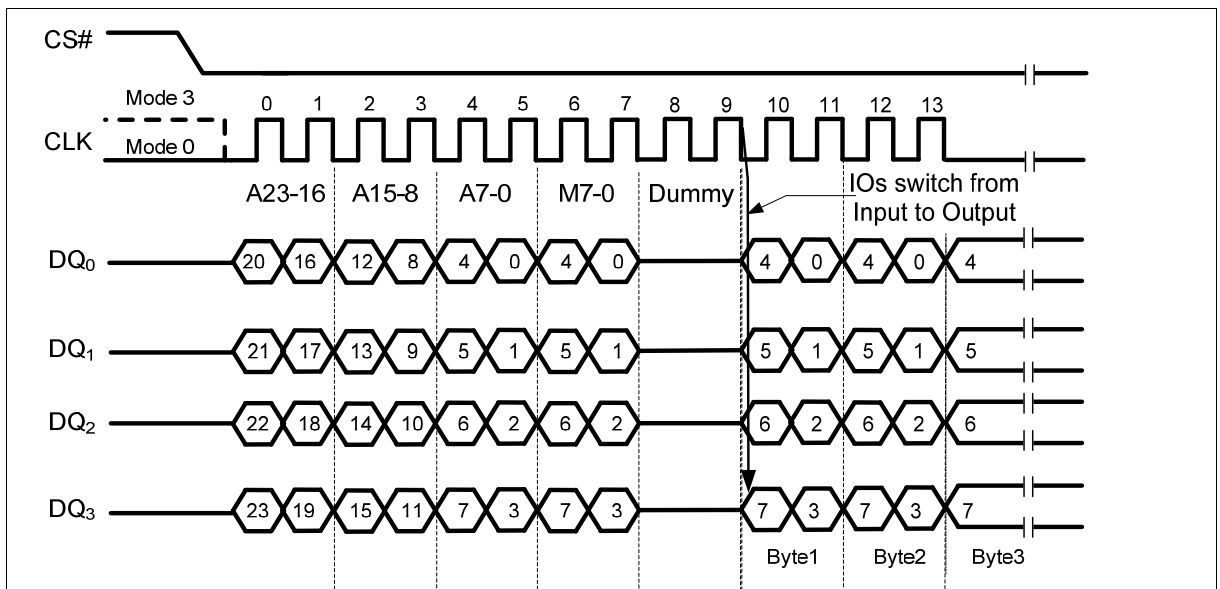 CS#
Mode 3
0 1 2 3 4 5 6 7 8 9 10 11 12 13
CLK
Mode 0
A23-16 A15-8 A7-0 M7-0 Dummy
IOs switch from
Input to Output
DQ0 20 16 12 8 4 0 4 0 4 0 4 0 4
DQ1 21 17 13 9 5 1 5 1 5 1 5 1 5
DQ2 22 18 14 10 6 2 6 2 6 2 6 2 6
DQ3 23 19 15 11 7 3 7 3 7 3 7 3 7
Byte1 Byte2 Byte3